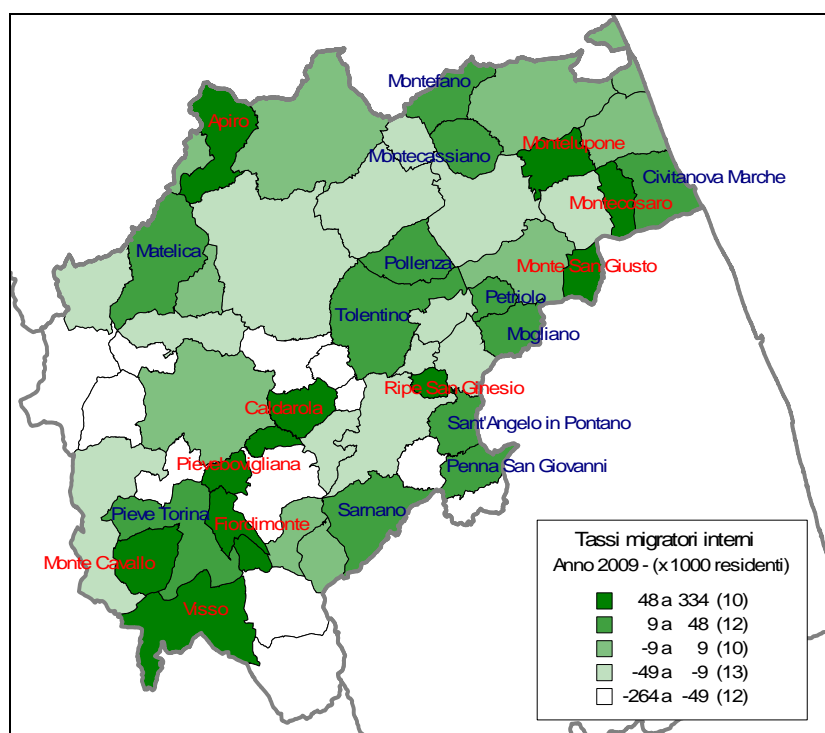 Montefano
Apiro
Montelupone
Montecassiano
Civitanova Marche
Montecosaro
Matelica
Pollenza
Monte San Giusto
Petriolo
Tolentino
Mogliano
Ripe San Ginesio
Caldarola
Sant'Angelo in Pontano
Pievebovigliana
Penna San Giovanni
Pieve Torina
Fiordimonte
Sarnano
Monte Cavallo
Visso
Tassi migratori interni
Anno 2009 - (x 1000 residenti)
48 a 334 (10)
9 a 48 (12)
-9 a 9 (10)
-49 a -9 (13)
-264 a -49 (12)